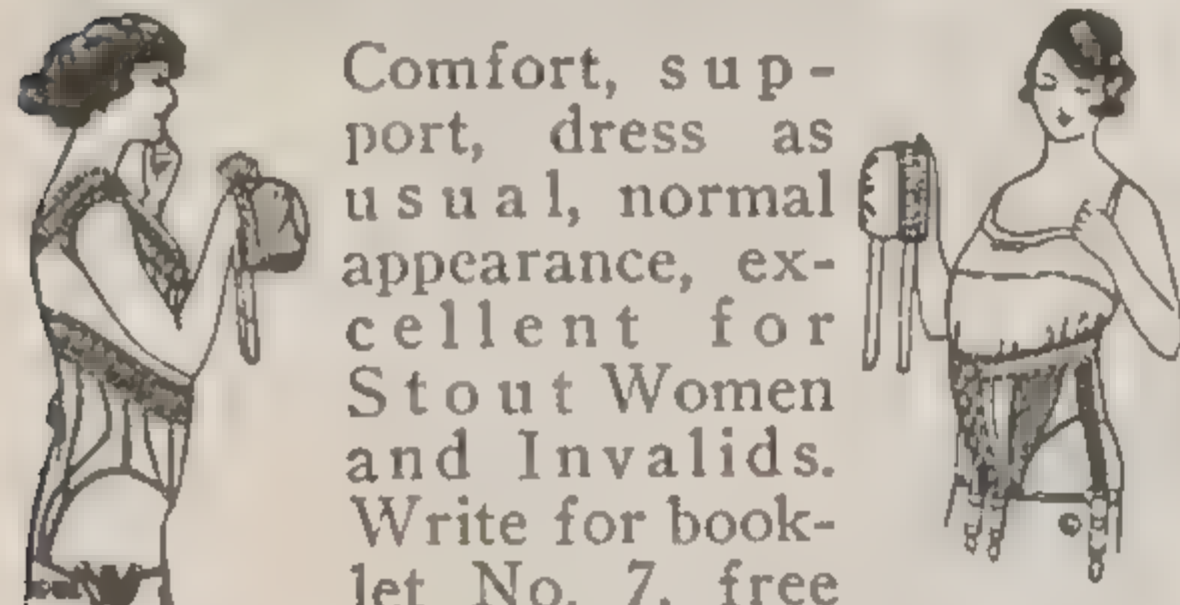 Comfort, sup-
port, dress as
usual, normal
appearance, ex-
cellent for
Stout Women
and Invalids.
Write for book-
let No. 7, free
©